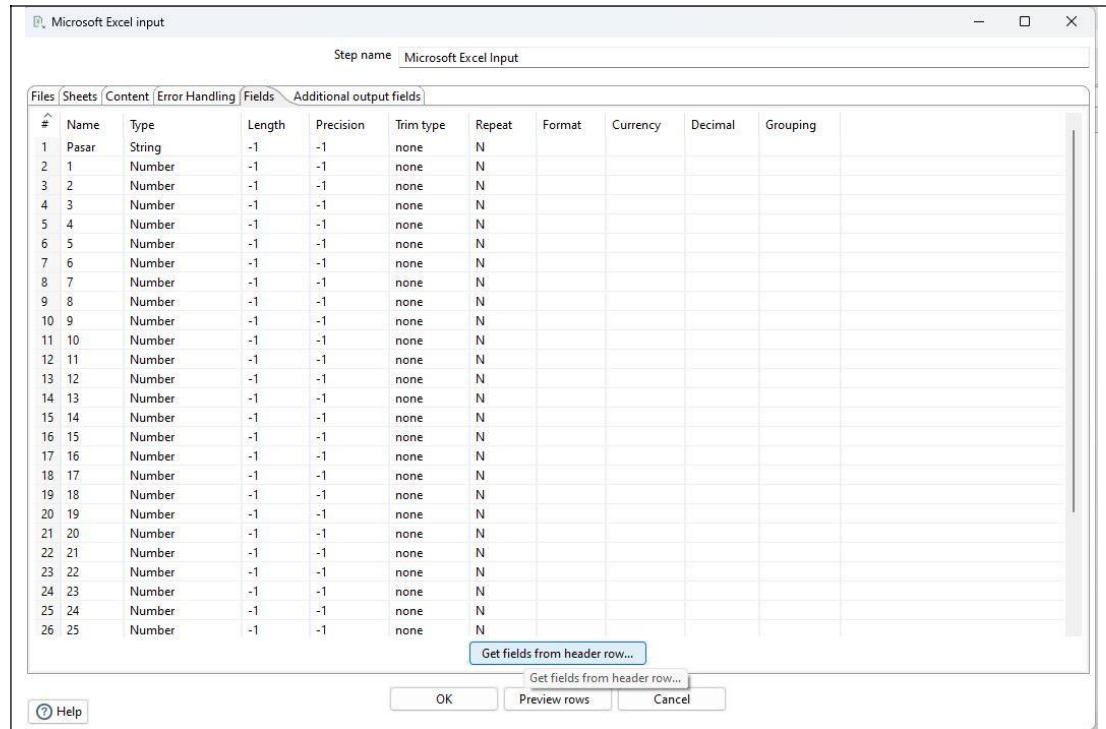 Microsoft Excel input
Step name Microsoft Excel Input
Files Sheets Content Error Handling Fields Additional output fields
# Name Type Length Precision Trim type Repeat Format Currency Decimal Grouping
1 Pasar String -1 -1 none N
2 1 Number -1 -1 none N
3 2 Number -1 -1 none N
4 3 Number -1 -1 none N
5 4 Number -1 -1 none N
6 5 Number -1 -1 none N
7 6 Number -1 -1 none N
8 7 Number -1 -1 none N
9 8 Number -1 -1 none N
10 9 Number -1 -1 none N
11 10 Number -1 -1 none N
12 11 Number -1 -1 none N
13 12 Number -1 -1 none N
14 13 Number -1 -1 none N
15 14 Number -1 -1 none N
16 15 Number -1 -1 none N
17 16 Number -1 -1 none N
18 17 Number -1 -1 none N
19 18 Number -1 -1 none N
20 19 Number -1 -1 none N
21 20 Number -1 -1 none N
22 21 Number -1 -1 none N
23 22 Number -1 -1 none N
24 23 Number -1 -1 none N
25 24 Number -1 -1 none N
26 25 Number -1 -1 none N
Get fields from header row...
Get fields from header row...
OK Preview rows Cancel
Help